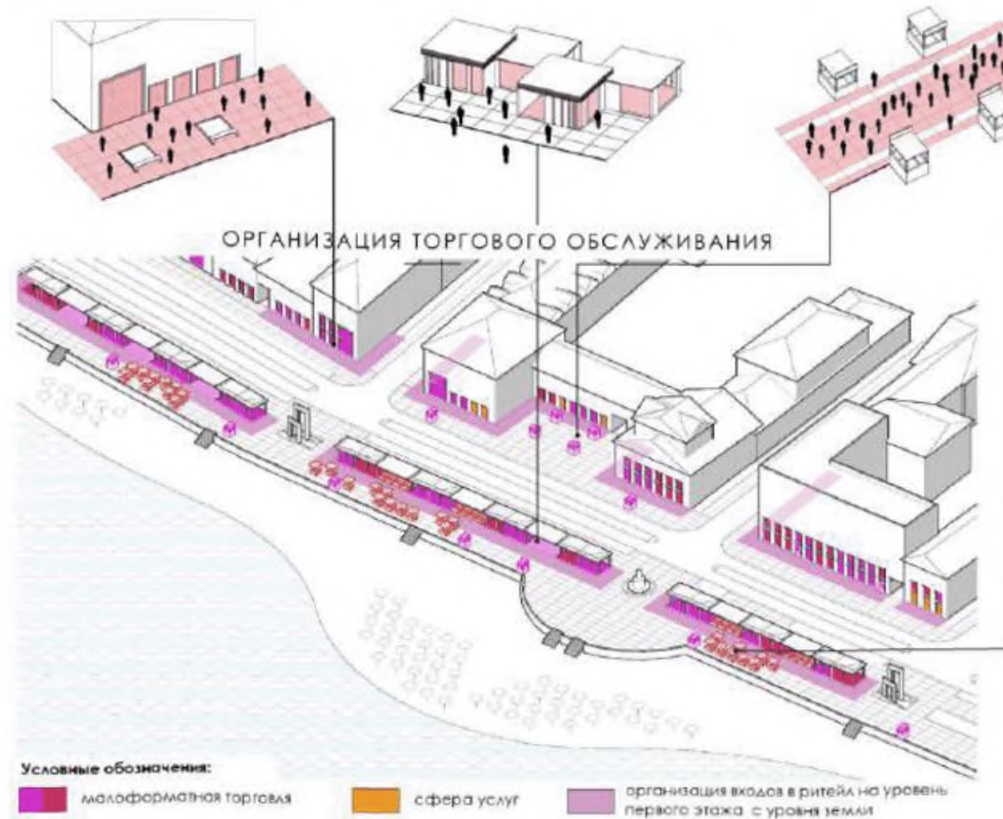 ОРГАНИЗАЦИЯ ТОРГОВОГО ОБСЛУЖИВАНИЯ
Условные обозначения:
малоформатная торговля
сфера услуг
организация входов в ритейл на уровень
первого этажа с уровня земли